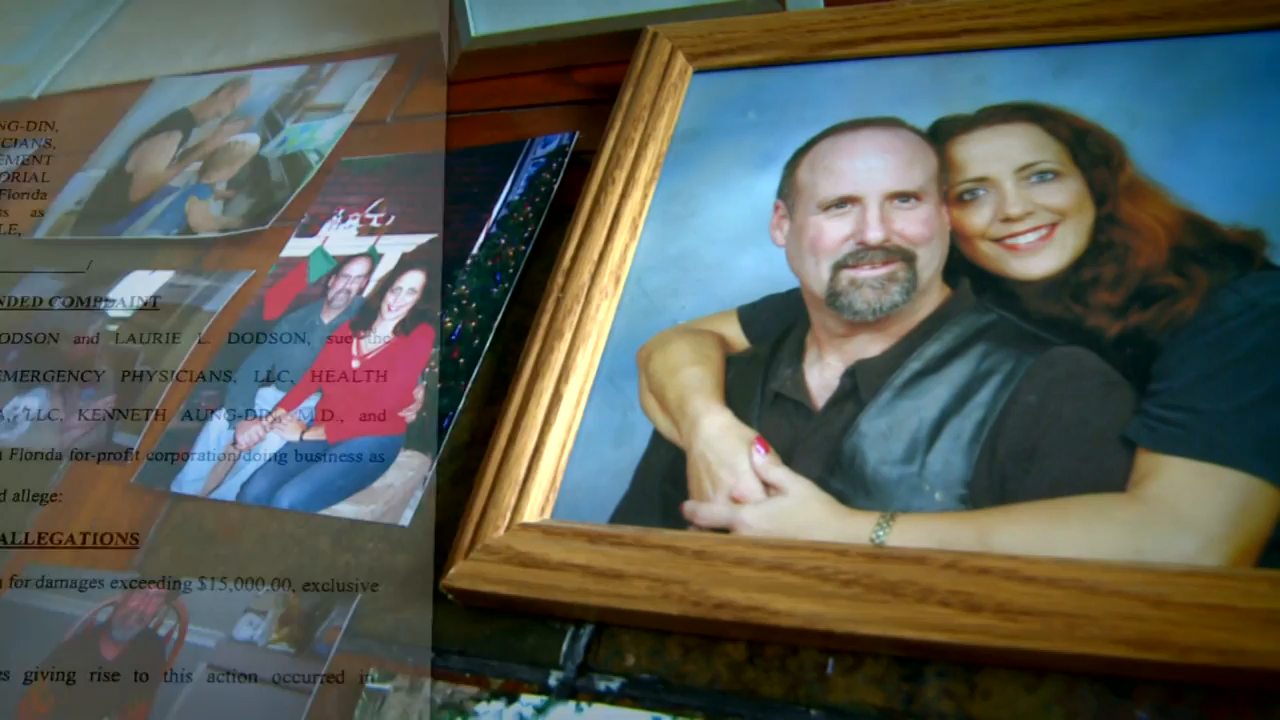 NG-DIN,
ICIANS,
EMENT
ORIAL
Florida
as
LE,
/
NDED COMPLAINT
ODSON and LAURIE L. DODSON, sue the
EMERGENCY PHYSICIANS, LLC, HEALTH
A, LLC, KENNETH AUNG-DIN, M.D., and
a Florida for-profit corporation doing business as
d allege:
ALLEGATIONS
n for damages exceeding $15,000.00, exclusive
es giving rise to this action occurred in